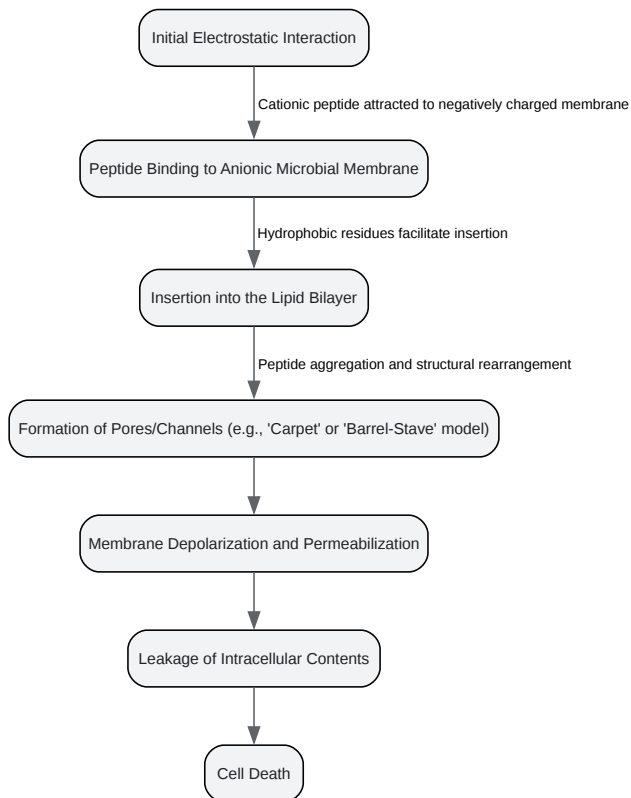 Initial Electrostatic Interaction
Cationic peptide attracted to negatively charged membrane
Peptide Binding to Anionic Microbial Membrane
Hydrophobic residues facilitate insertion
Insertion into the Lipid Bilayer
Peptide aggregation and structural rearrangement
Formation of Pores/Channels (e.g., 'Carpet' or 'Barrel-Stave' model)
Membrane Depolarization and Permeabilization
Leakage of Intracellular Contents
Cell Death